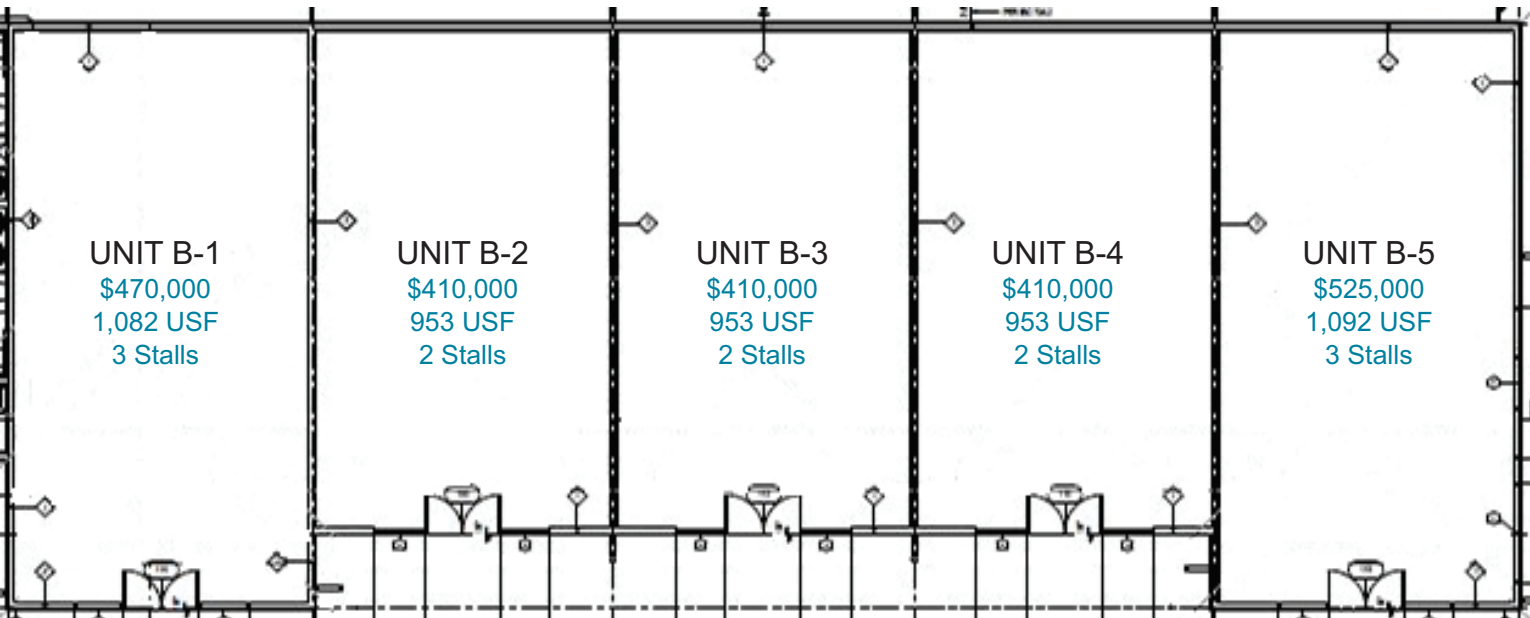 UNIT B-1
$470,000
1,082 USF
3 Stalls
UNIT B-2
$410,000
953 USF
2 Stalls
UNIT B-3
$410,000
953 USF
2 Stalls
UNIT B-4
$410,000
953 USF
2 Stalls
UNIT B-5
$525,000
1,092 USF
3 Stalls